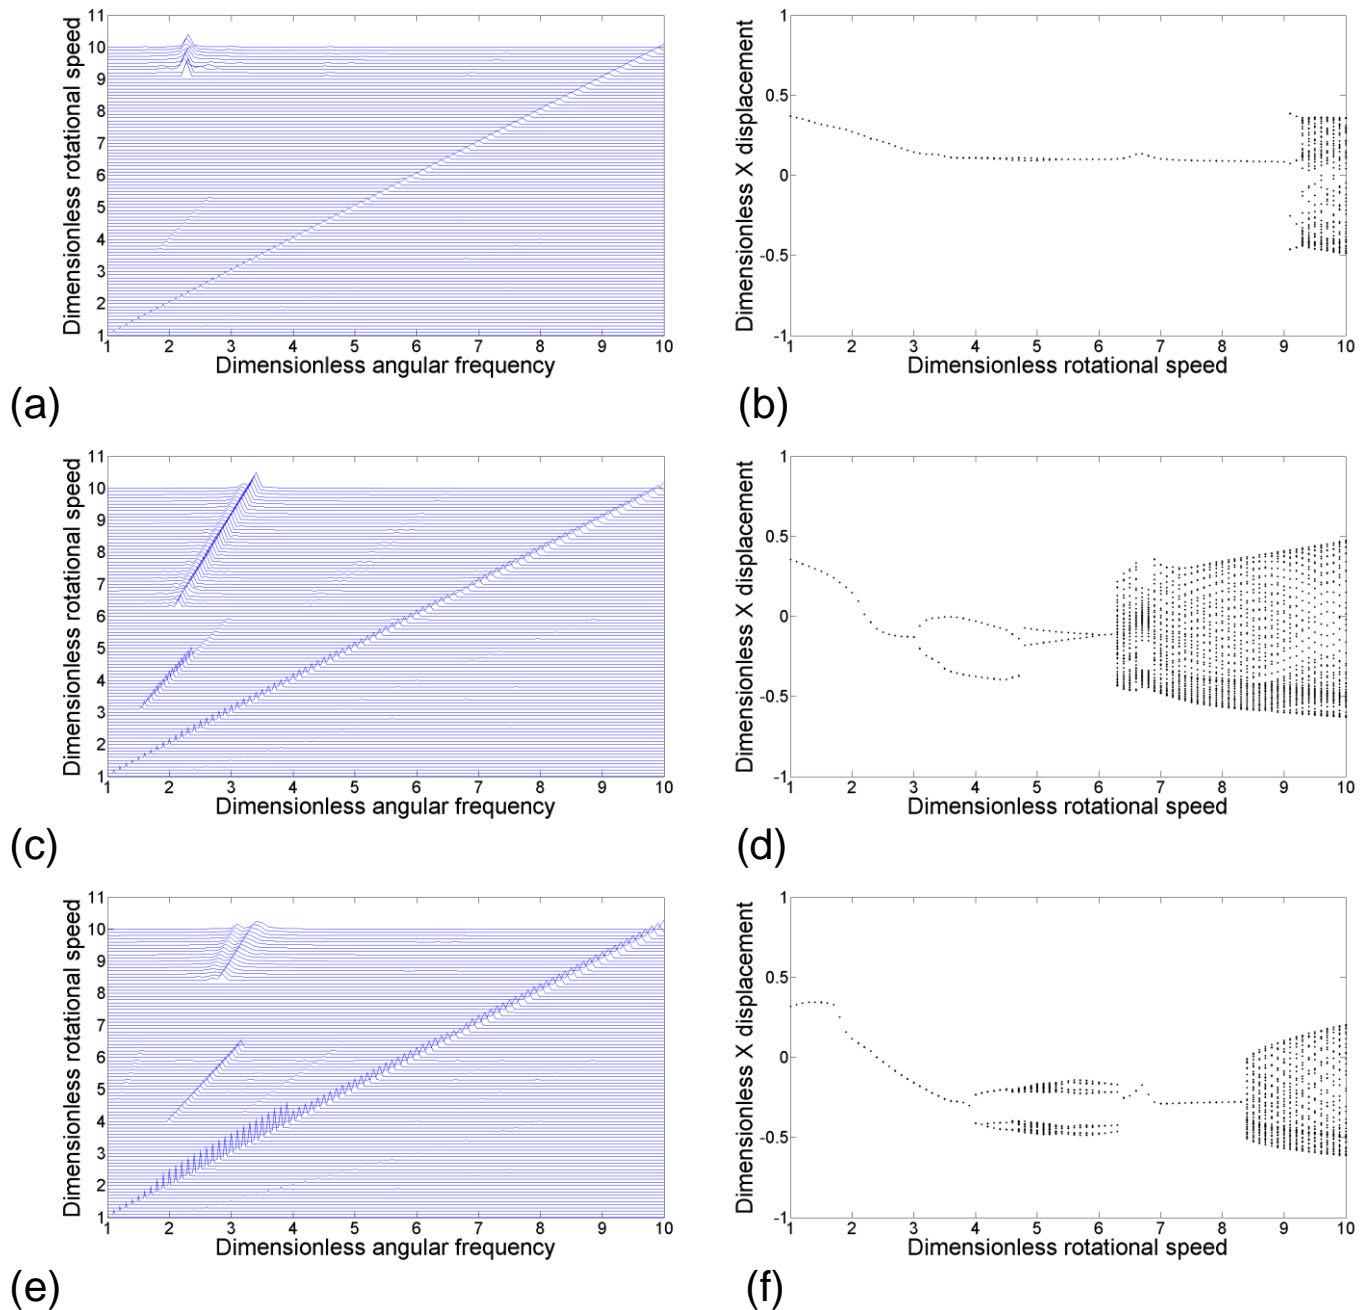 11
10
9
8
7
6
5
4
3
2
1
Dimensionless rotational speed
1 2 3 4 5 6 7 8 9 10
Dimensionless angular frequency
(a)
1
0.5
0
-0.5
-1
Dimensionless X displacement
1 2 3 4 5 6 7 8 9 10
Dimensionless rotational speed
(b)
11
10
9
8
7
6
5
4
3
2
1
Dimensionless rotational speed
1 2 3 4 5 6 7 8 9 10
Dimensionless angular frequency
(c)
1
0.5
0
-0.5
-1
Dimensionless X displacement
1 2 3 4 5 6 7 8 9 10
Dimensionless rotational speed
(d)
11
10
9
8
7
6
5
4
3
2
1
Dimensionless rotational speed
1 2 3 4 5 6 7 8 9 10
Dimensionless angular frequency
(e)
1
0.5
0
-0.5
-1
Dimensionless X displacement
1 2 3 4 5 6 7 8 9 10
Dimensionless rotational speed
(f)